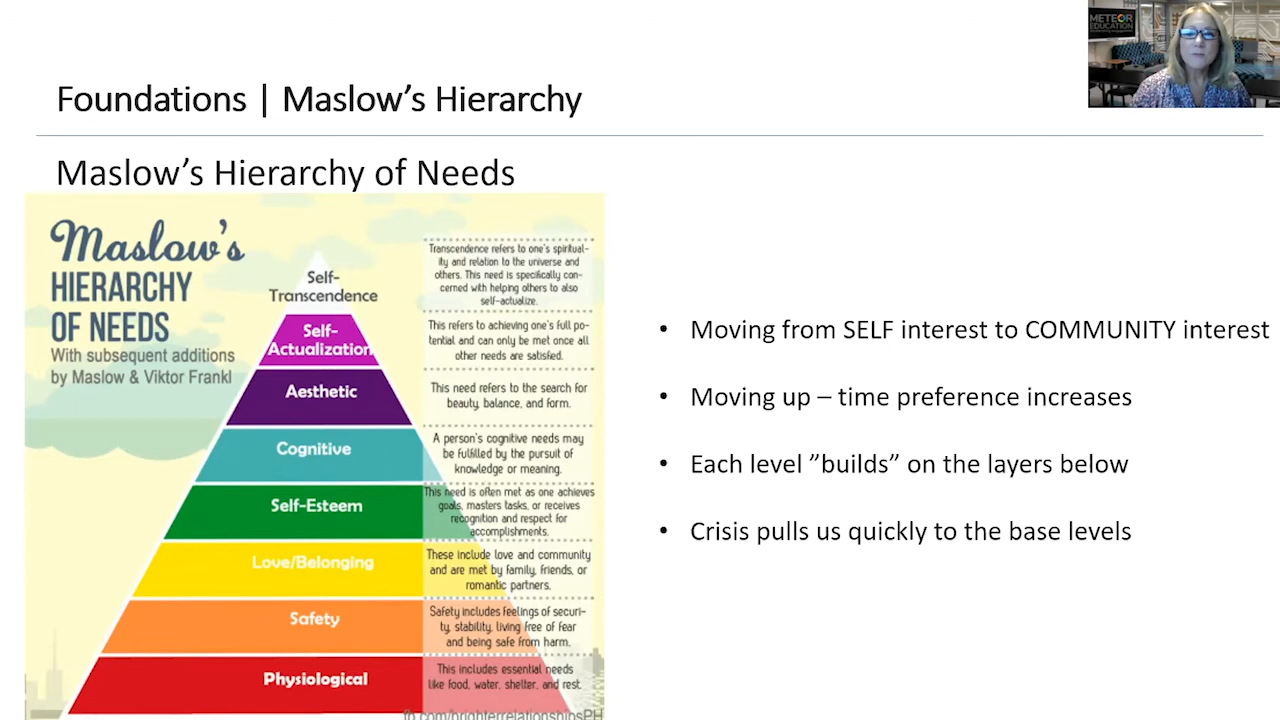 METEOR
EDUCATION
Foundations | Maslow’s Hierarchy
Maslow’s Hierarchy of Needs
Maslow's
HIERARCHY
OF NEEDS
With subsequent additions
by Maslow & Viktor Frankl
Self-
Transcendence
Transcendence refers to one's spiritual-
ity and relation to the universe and
others. This need is specifically con-
cerned with helping others to also
self-actualize.
Self-
Actualization
This refers to achieving one's full po-
tential and can only be met once all
other needs are satisfied.
Aesthetic
This need refers to the search for
beauty, balance, and form.
Cognitive
A person's cognitive needs may
be fulfilled by the pursuit of
knowledge or meaning.
Self-Esteem
This need is often met as one achieves
goals, masters tasks, or receives
recognition and respect for
accomplishments.
Love/Belonging
These include love and community
and are met by family, friends, or
romantic partners.
Safety
Safety includes feelings of securi-
ty, stability, living free of fear
and being safe from harm.
Physiological
This includes essential needs
like food, water, shelter, and rest.
fb.com/brighterrelationshipsPH
• Moving from SELF interest to COMMUNITY interest
• Moving up – time preference increases
• Each level ”builds” on the layers below
• Crisis pulls us quickly to the base levels